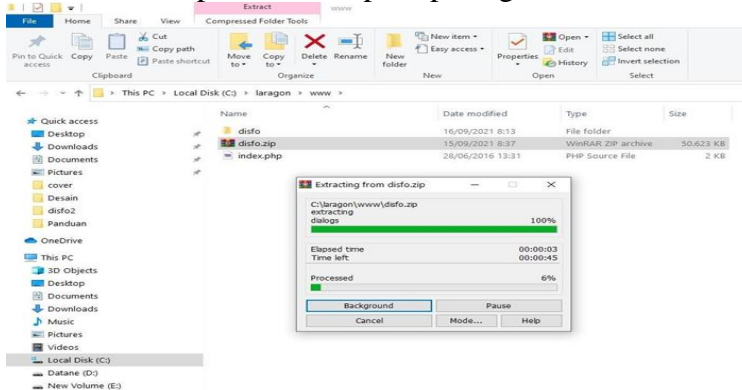 Extract
www
File
Home
Share
View
Compressed Folder Tools
Pin to Quick access
Copy
Paste
Cut
Copy path
Paste shortcut
Move to
Copy to
Delete
Rename
New folder
New item
Easy access
Properties
Open
Edit
History
Select all
Select none
Invert selection
Clipboard
Organize
New
Open
Select
This PC > Local Disk (C:) > laragon > www >
Name
Date modified
Type
Size
disfo
16/09/2021 8:13
File folder
disfo.zip
15/09/2021 8:37
WinRAR ZIP archive
50.623 KB
index.php
28/06/2016 13:31
PHP Source File
2 KB
Quick access
Desktop
Downloads
Documents
Pictures
cover
Desain
disfo2
Panduan
OneDrive
This PC
3D Objects
Desktop
Documents
Downloads
Music
Pictures
Videos
Local Disk (C:)
Datane (D:)
New Volume (E:)
Extracting from disfo.zip
C:\laragon\www\disfo.zip
extracting
dialogs 100%
Elapsed time 00:00:03
Time left 00:00:45
Processed 6%
Background
Pause
Cancel
Mode...
Help